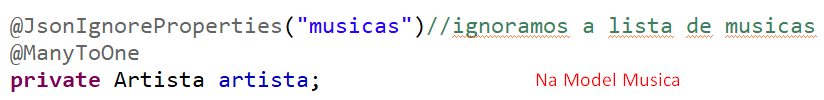 @JsonIgnoreProperties("musicas")//ignoramos a lista de musicas
@ManyToOne
private Artista artista;
Na Model Musica